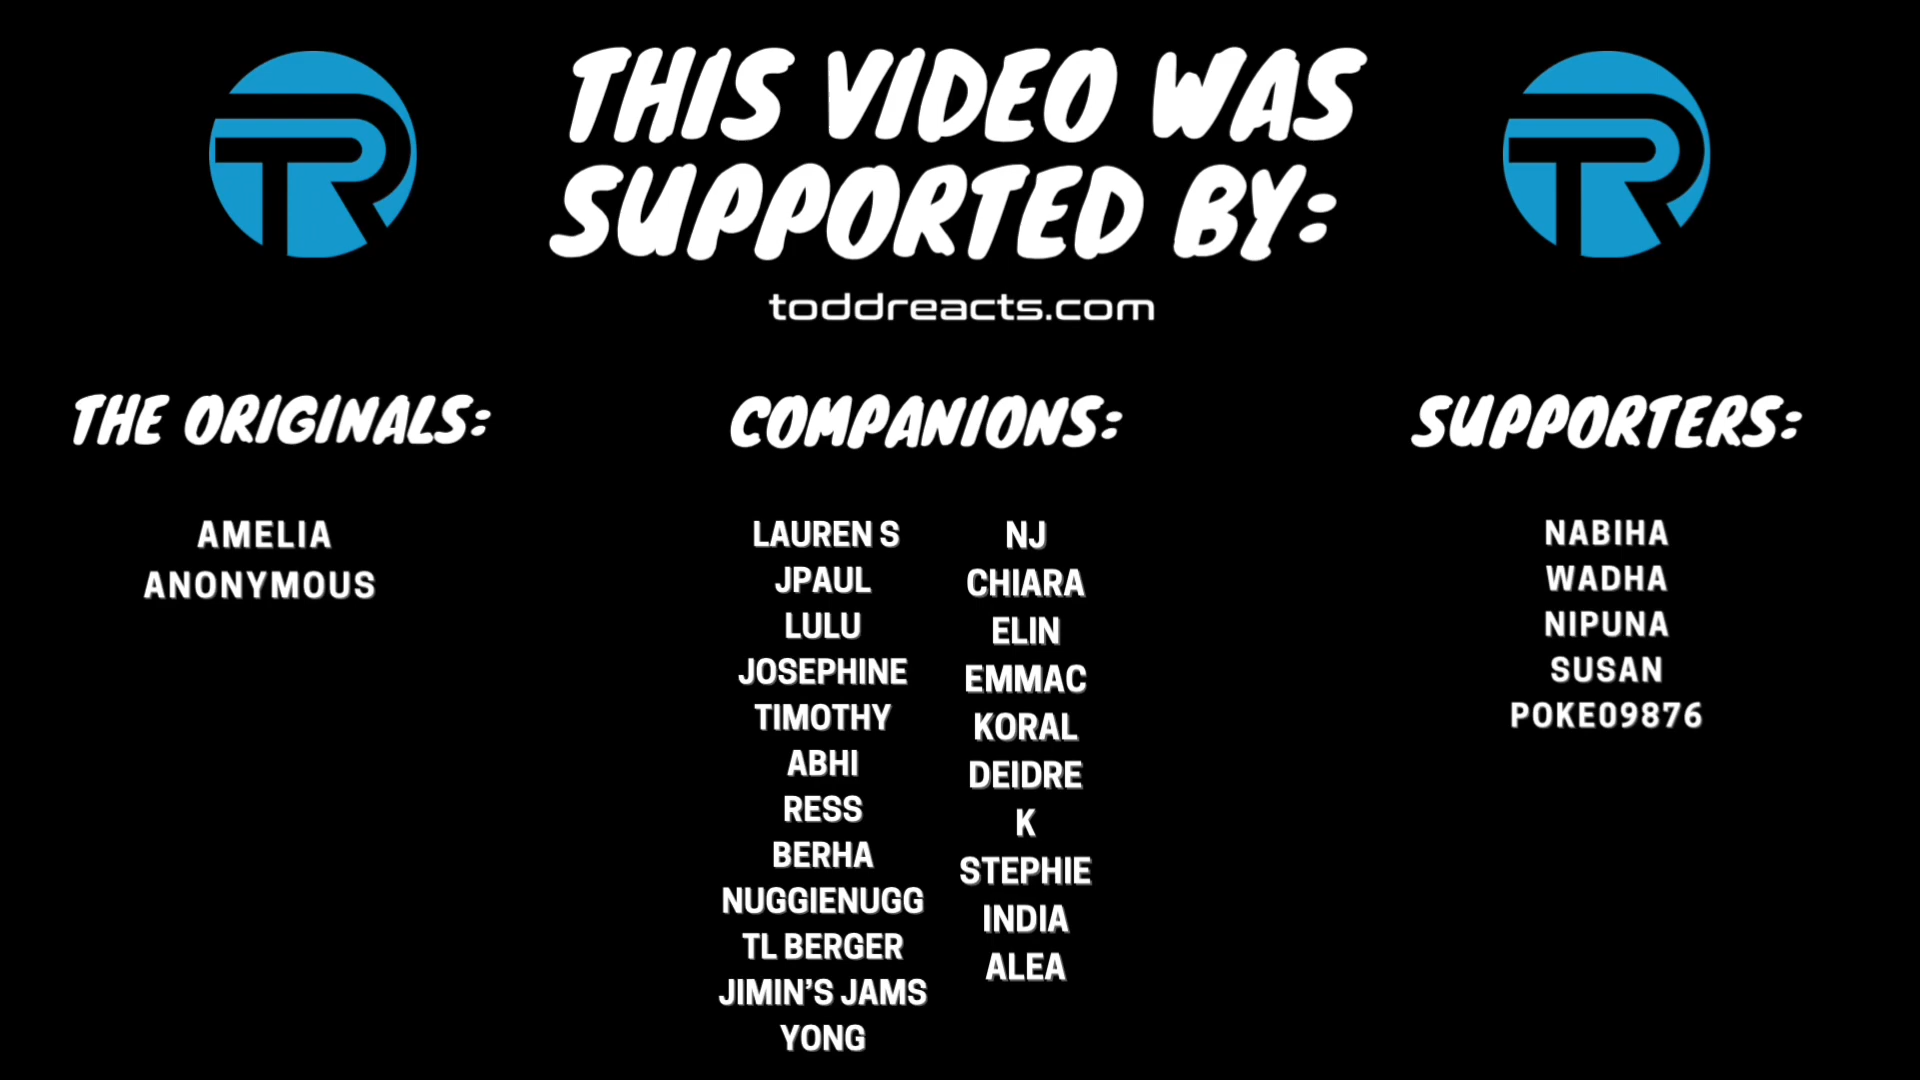 THIS VIDEO WAS
SUPPORTED BY:
toddreacts.com
THE ORIGINALS:
AMELIA
ANONYMOUS
COMPANIONS:
LAUREN S
JPAUL
LULU
JOSEPHINE
TIMOTHY
ABHI
RESS
BERHA
NUGGIENUGG
TL BERGER
JIMIN'S JAMS
YONG
NJ
CHIARA
ELIN
EMMAC
KORAL
DEIDRE
K
STEPHIE
INDIA
ALEA
SUPPORTERS:
NABIHA
WADHA
NIPUNA
SUSAN
POKE09876